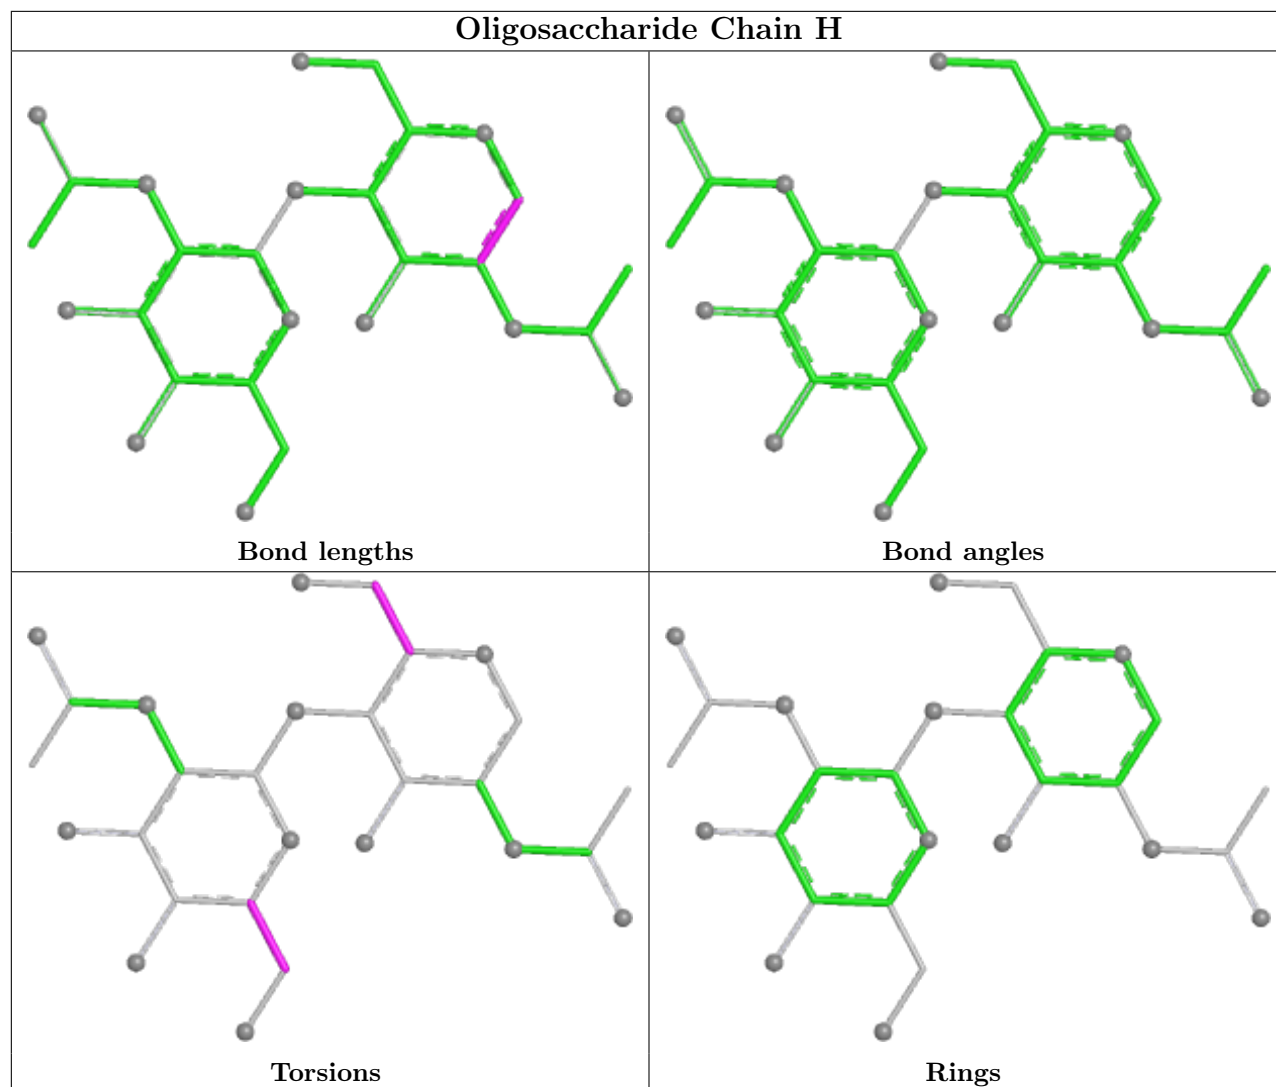 Oligosaccharide Chain H
Bond lengths
Bond angles
Torsions
Rings